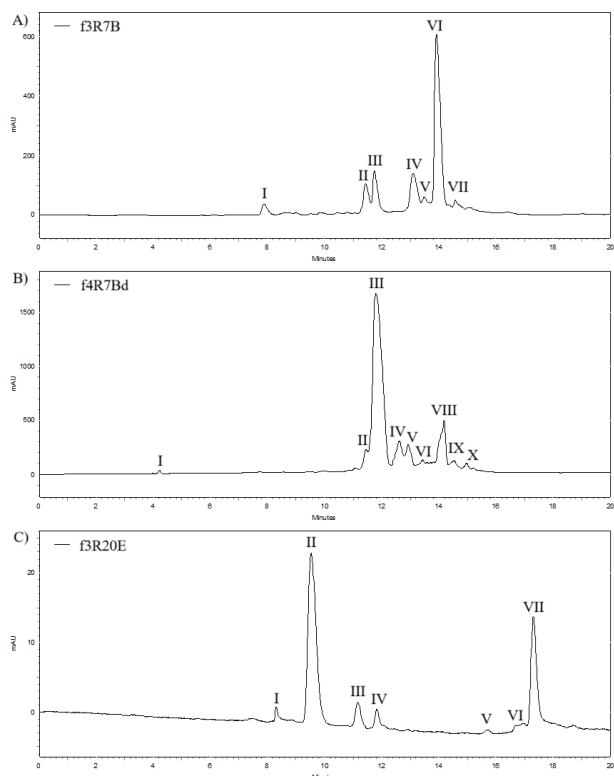 A)
— f3R7B
mAU
600
400
200
0
I
II
III
IV
V
VI
VII
0 2 4 6 8 10 12 14 16 18 20
Minutes
B)
— f4R7Bd
mAU
1500
1000
500
0
I
II
III
IV
V
VI
VIII
IX
X
0 2 4 6 8 10 12 14 16 18 20
Minutes
C)
— f3R20E
mAU
20
10
0
I
II
III
IV
V
VI
VII
0 2 4 6 8 10 12 14 16 18 20